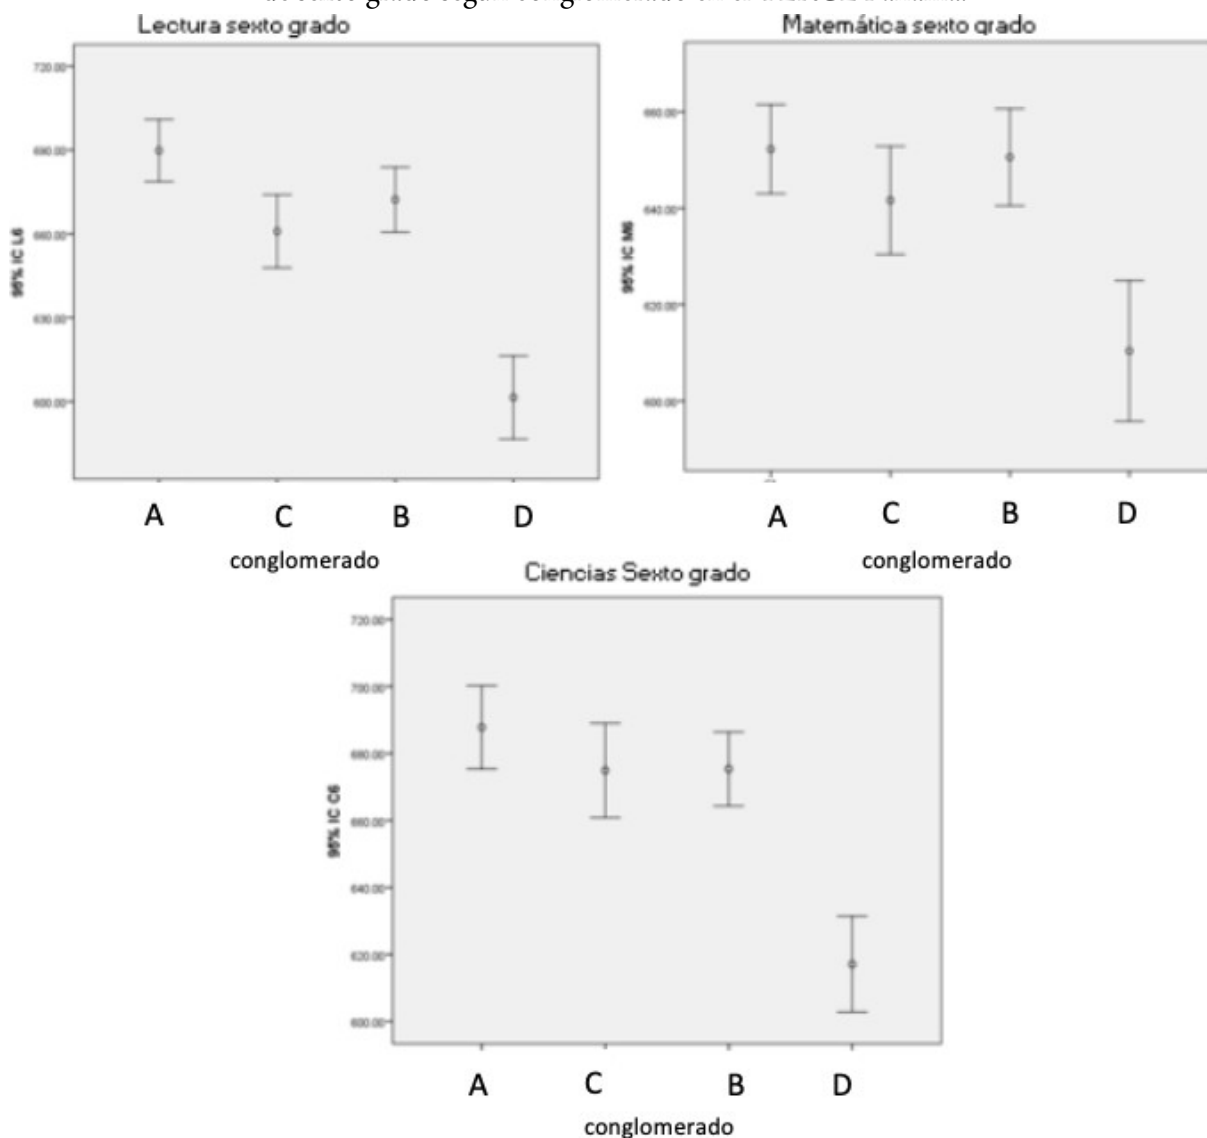 Lectura sexto grado
720.00
690.00
660.00
630.00
600.00
95% IC L6
A C B D
conglomerado
Matemática sexto grado
660.00
640.00
620.00
600.00
95% IC M6
A C B D
conglomerado
Ciencias Sexto grado
720.00
700.00
680.00
660.00
640.00
620.00
600.00
95% IC C6
A C B D
conglomerado